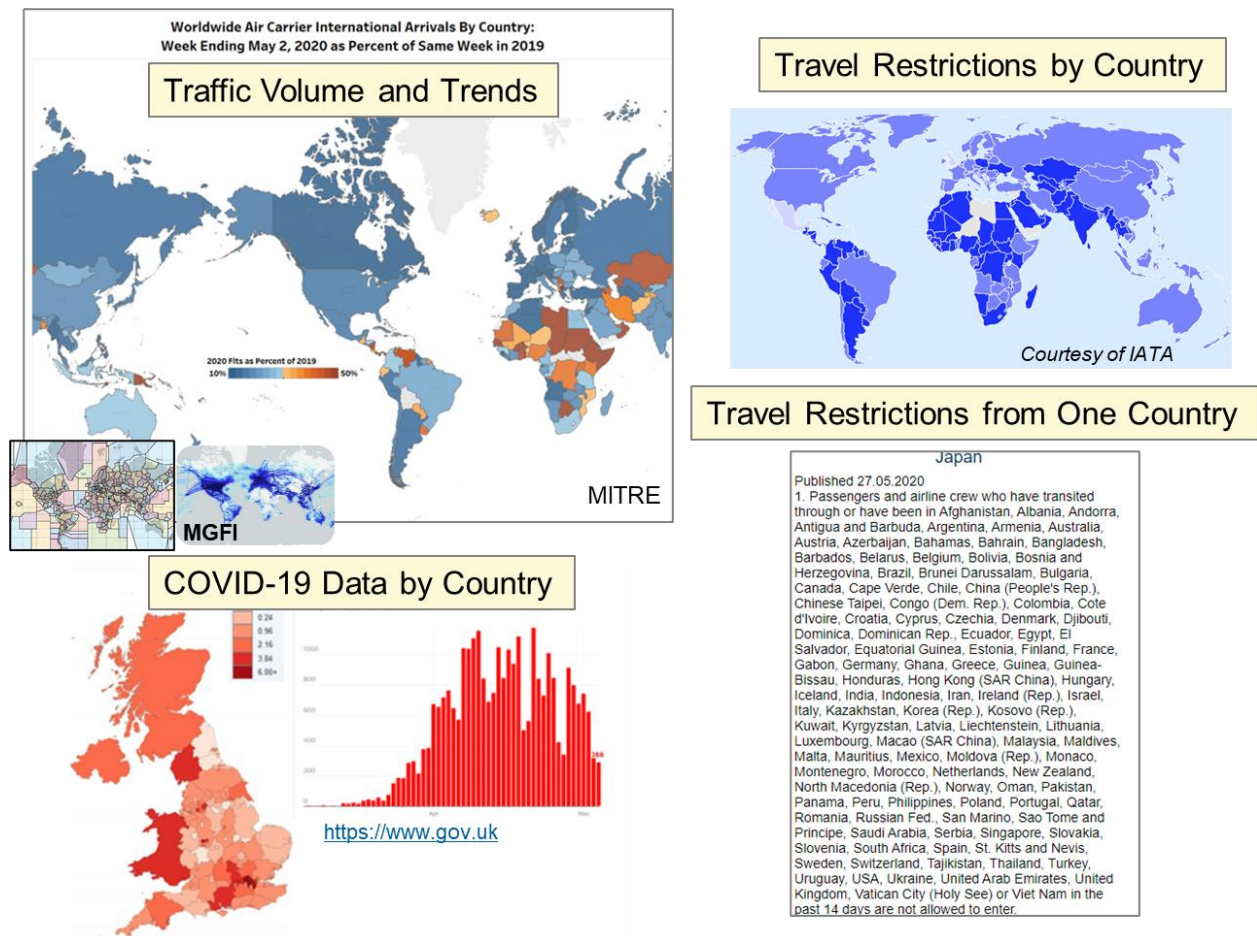 Worldwide Air Carrier International Arrivals By Country:
Week Ending May 2, 2020 as Percent of Same Week in 2019
Traffic Volume and Trends
2020 Flts as Percent of 2019
10%
50%
MITRE
MGFI
Travel Restrictions by Country
Courtesy of IATA
Travel Restrictions from One Country
Japan
Published 27.05.2020
1. Passengers and airline crew who have transited
through or have been in Afghanistan, Albania, Andorra,
Antigua and Barbuda, Argentina, Armenia, Australia,
Austria, Azerbaijan, Bahamas, Bahrain, Bangladesh,
Barbados, Belarus, Belgium, Bolivia, Bosnia and
Herzegovina, Brazil, Brunei Darussalam, Bulgaria,
Canada, Cape Verde, Chile, China (People's Rep.),
Chinese Taipei, Congo (Dem. Rep.), Colombia, Cote
d'Ivoire, Croatia, Cyprus, Czechia, Denmark, Djibouti,
Dominica, Dominican Rep., Ecuador, Egypt, El
Salvador, Equatorial Guinea, Estonia, Finland, France,
Gabon, Germany, Ghana, Greece, Guinea, Guinea-
Bissau, Honduras, Hong Kong (SAR China), Hungary,
Iceland, India, Indonesia, Iran, Ireland (Rep.), Israel,
Italy, Kazakhstan, Korea (Rep.), Kosovo (Rep.),
Kuwait, Kyrgyzstan, Latvia, Liechtenstein, Lithuania,
Luxembourg, Macao (SAR China), Malaysia, Maldives,
Malta, Mauritius, Mexico, Moldova (Rep.), Monaco,
Montenegro, Morocco, Netherlands, New Zealand,
North Macedonia (Rep.), Norway, Oman, Pakistan,
Panama, Peru, Philippines, Poland, Portugal, Qatar,
Romania, Russian Fed., San Marino, Sao Tome and
Principe, Saudi Arabia, Serbia, Singapore, Slovakia,
Slovenia, South Africa, Spain, St. Kitts and Nevis,
Sweden, Switzerland, Tajikistan, Thailand, Turkey,
Uruguay, USA, Ukraine, United Arab Emirates, United
Kingdom, Vatican City (Holy See) or Viet Nam in the
past 14 days are not allowed to enter.
COVID-19 Data by Country
0.24
0.96
2.16
3.84
6.00+
1000
800
600
400
200
0
268
Apr
May
https://www.gov.uk